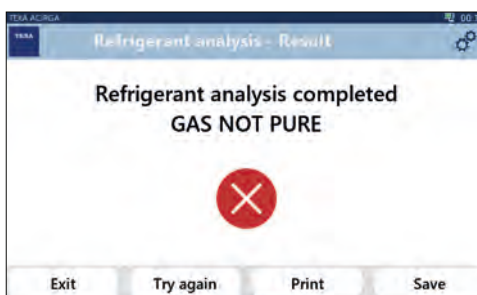 TEXA ACIRGA
TEXA
Refrigerant analysis - Result
Refrigerant analysis completed
GAS NOT PURE
Exit
Try again
Print
Save